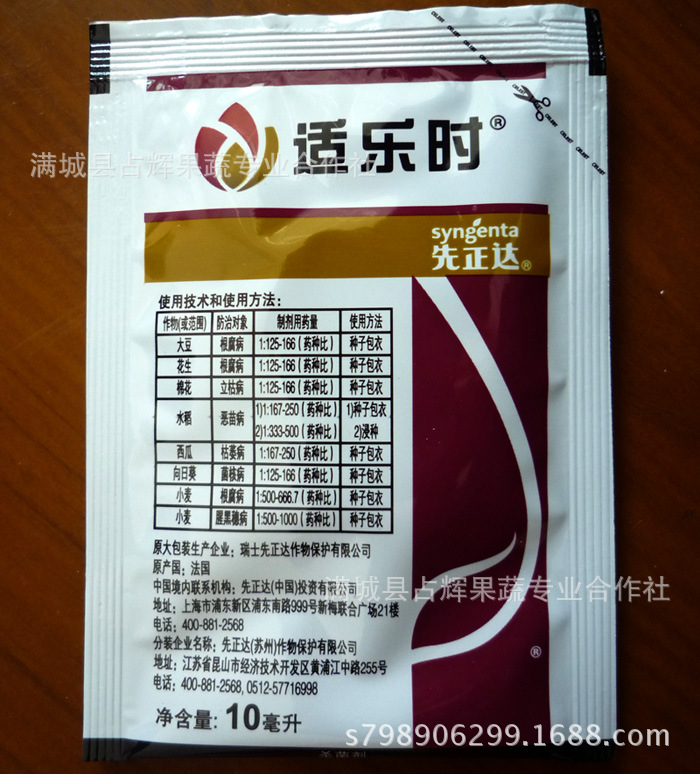 适乐时®
满城县占辉果蔬专业合作社
syngenta
先正达®
使用技术和使用方法:
作物(或范围) 防治对象 制剂用药量 使用方法
大豆 根腐病 1:125-166(药种比) 种子包衣
花生 根腐病 1:125-166(药种比) 种子包衣
棉花 立枯病 1:125-166(药种比) 种子包衣
水稻 恶苗病 1)1:167-250(药种比) 1)种子包衣
2)1:333-500(药种比) 2)浸种
西瓜 枯萎病 1:167-250(药种比) 种子包衣
向日葵 菌核病 1:125-166(药种比) 种子包衣
小麦 根腐病 1:500-666.7(药种比) 种子包衣
小麦 腥黑穗病 1:500-1000(药种比) 种子包衣
原大包装生产企业: 瑞士先正达作物保护有限公司
原产国: 法国
中国境内联系机构: 先正达(中国)投资有限公司
满城县占辉果蔬专业合作社
地址: 上海市浦东新区浦东南路999号新梅联合广场21楼
电话: 400-881-2568
分装企业名称: 先正达(苏州)作物保护有限公司
地址: 江苏省昆山市经济技术开发区黄浦江中路255号
电话: 400-881-2568, 0512-57716998
®
净含量: 10毫升
s798906299.1688.com
杀菌剂